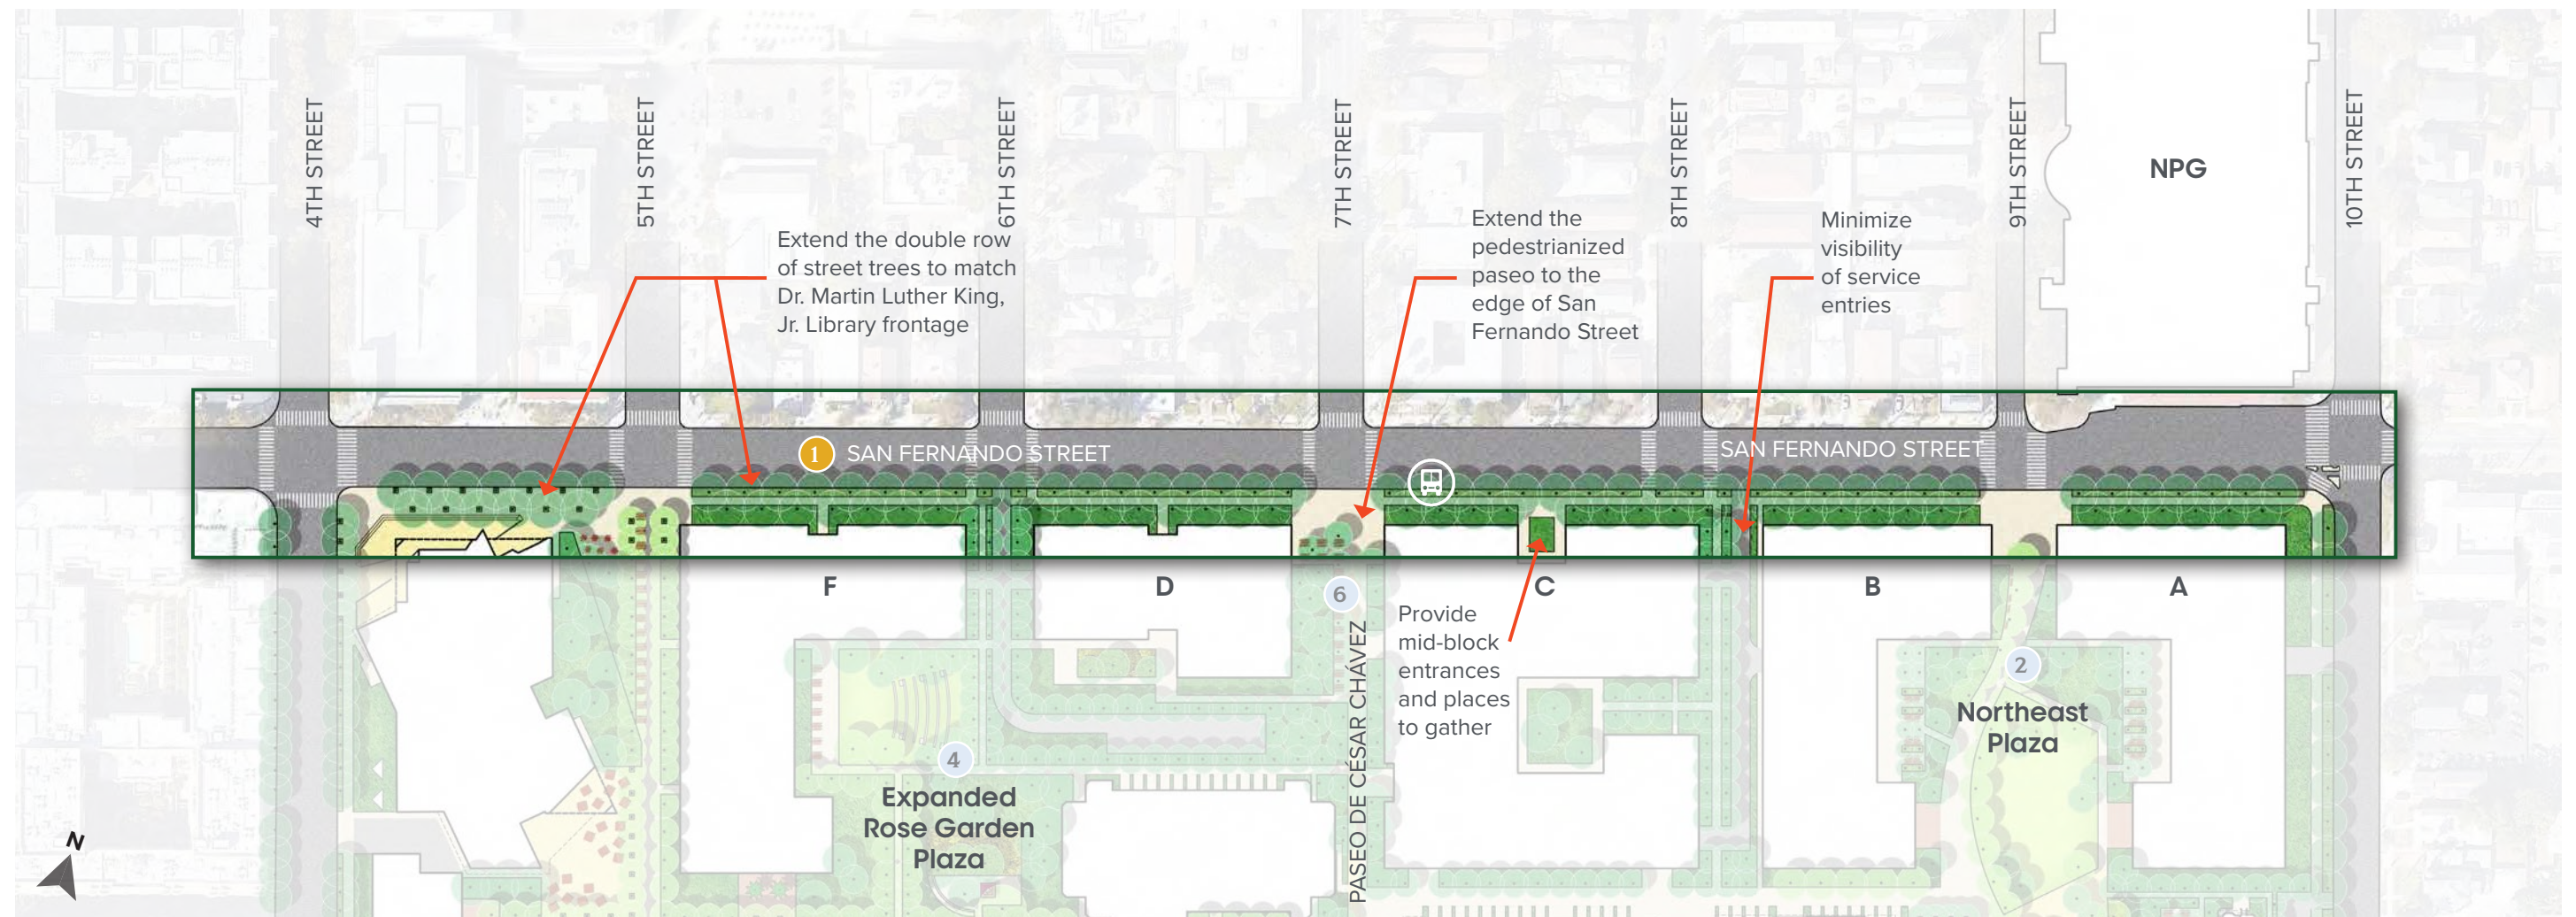 4TH STREET
5TH STREET
6TH STREET
7TH STREET
8TH STREET
9TH STREET
10TH STREET
NPG
Extend the double row
of street trees to match
Dr. Martin Luther King,
Jr. Library frontage
Extend the
pedestrianized
paseo to the
edge of San
Fernando Street
Minimize
visibility
of service
entries
1
SAN FERNANDO STREET
SAN FERNANDO STREET
F
D
6
C
B
A
Provide
mid-block
entrances
and places
to gather
PASEO DE CÉSAR CHÁVEZ
2
Northeast
Plaza
4
Expanded
Rose Garden
Plaza
N